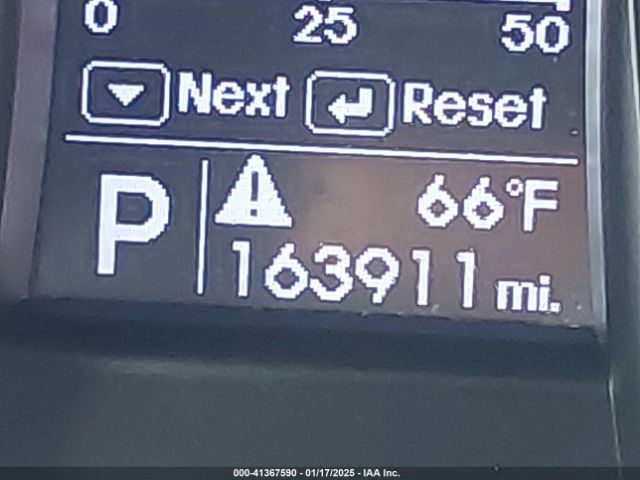 0 25 50
Next Reset
P 66°F
163911 mi.
000-41367590 - 01/17/2025 - IAA Inc.